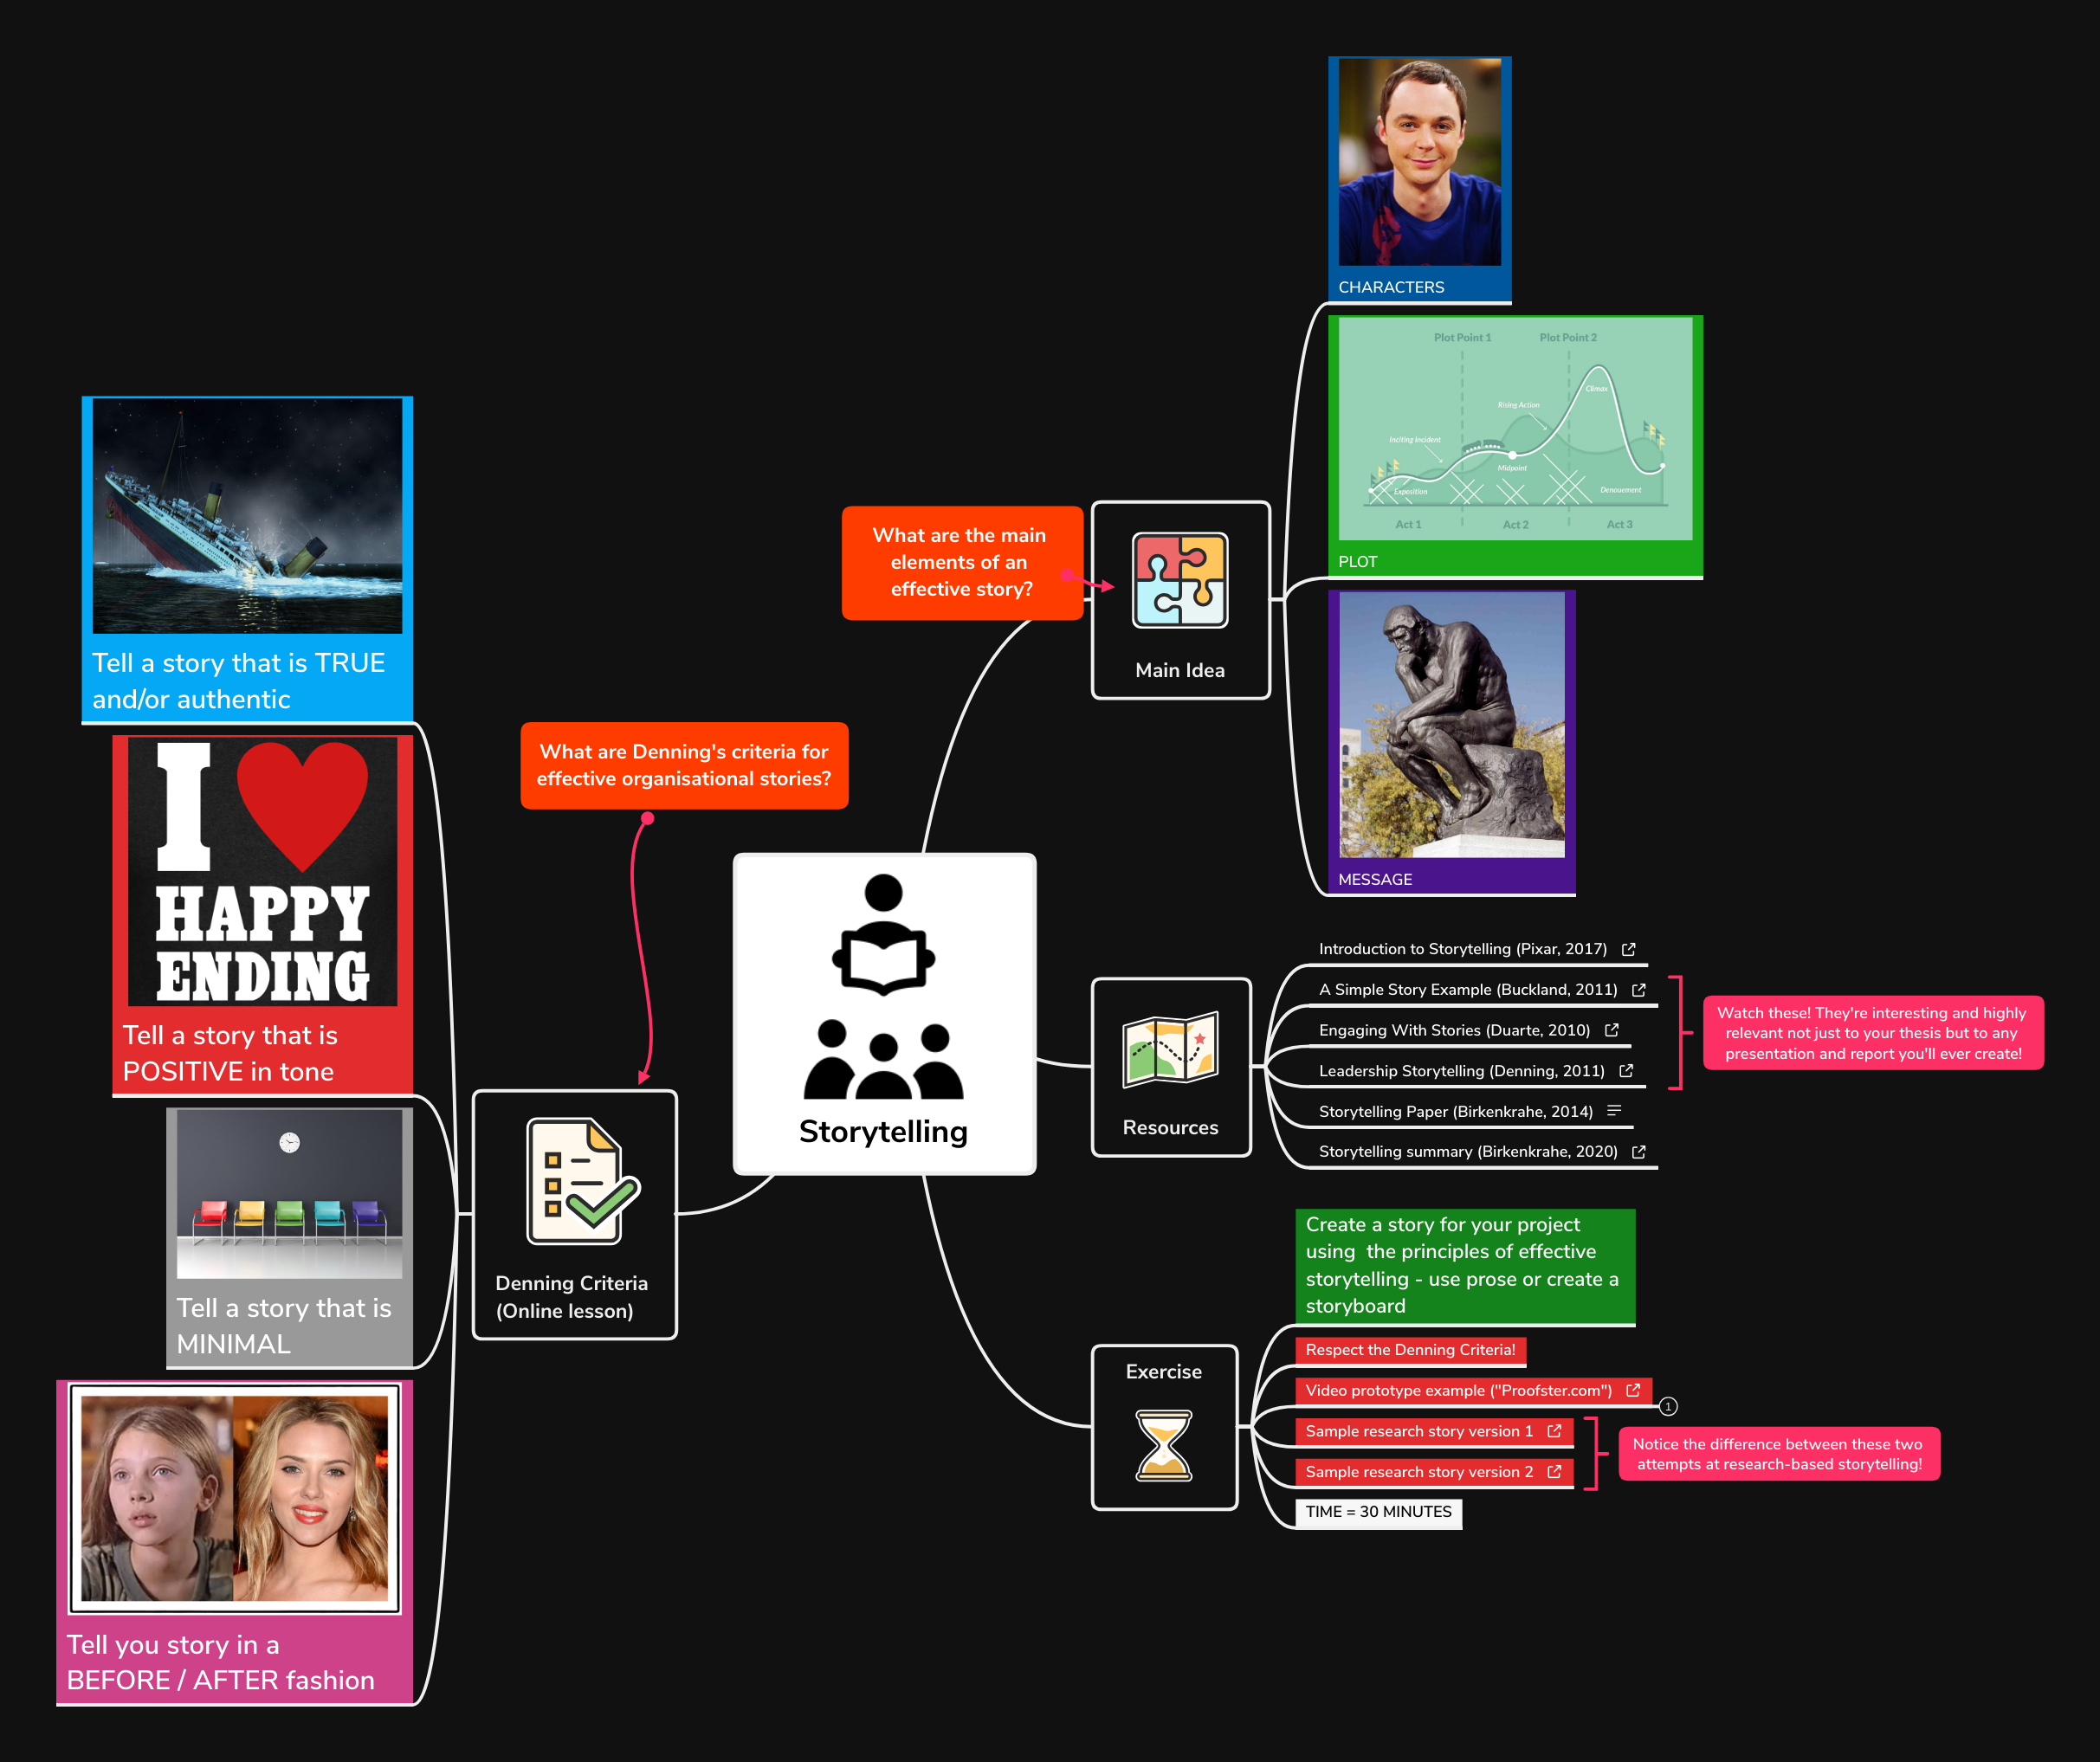 Storytelling
What are the main
elements of an
effective story?
Main Idea
CHARACTERS
Plot Point 1
Plot Point 2
Climax
Rising Action
Inciting Incident
Midpoint
Exposition
Denouement
Act 1
Act 2
Act 3
PLOT
MESSAGE
Resources
Introduction to Storytelling (Pixar, 2017)
A Simple Story Example (Buckland, 2011)
Engaging With Stories (Duarte, 2010)
Leadership Storytelling (Denning, 2011)
Storytelling Paper (Birkenkrahe, 2014)
Storytelling summary (Birkenkrahe, 2020)
Watch these! They're interesting and highly
relevant not just to your thesis but to any
presentation and report you'll ever create!
Exercise
Create a story for your project
using  the principles of effective
storytelling - use prose or create a
storyboard
Respect the Denning Criteria!
Video prototype example ("Proofster.com")
1
Sample research story version 1
Sample research story version 2
Notice the difference between these two
attempts at research-based storytelling!
TIME = 30 MINUTES
What are Denning's criteria for
effective organisational stories?
Denning Criteria
(Online lesson)
Tell a story that is TRUE
and/or authentic
I
HAPPY
ENDING
Tell a story that is
POSITIVE in tone
Tell a story that is
MINIMAL
Tell you story in a
BEFORE / AFTER fashion